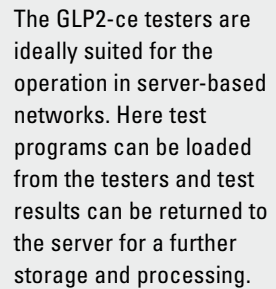 The GLP2-ce testers are
ideally suited for the
operation in server-based
networks. Here test
programs can be loaded
from the testers and test
results can be returned to
the server for a further
storage and processing.